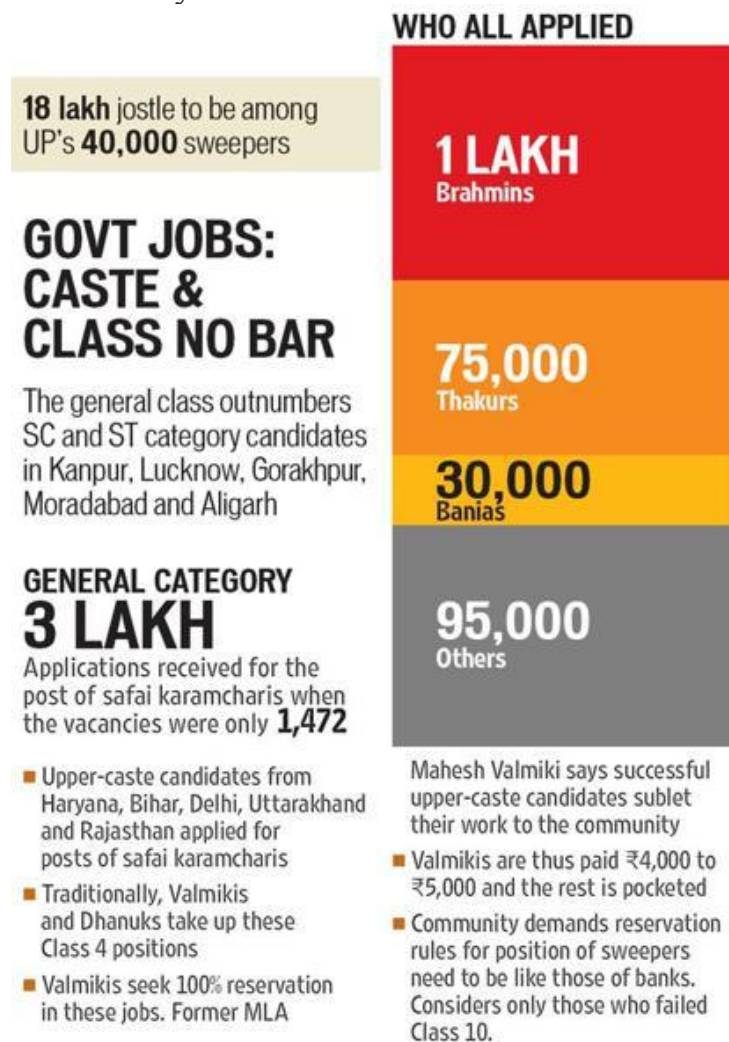 18 lakh jostle to be among
UP's 40,000 sweepers
GOVT JOBS:
CASTE &
CLASS NO BAR
The general class outnumbers
SC and ST category candidates
in Kanpur, Lucknow, Gorakhpur,
Moradabad and Aligarh
GENERAL CATEGORY
3 LAKH
Applications received for the
post of safai karamcharis when
the vacancies were only 1,472
WHO ALL APPLIED
1 LAKH
Brahmins
75,000
Thakurs
30,000
Banias
95,000
Others
Upper-caste candidates from
Haryana, Bihar, Delhi, Uttarakhand
and Rajasthan applied for
posts of safai karamcharis
Traditionally, Valmikis
and Dhanuks take up these
Class 4 positions
Valmikis seek 100% reservation
in these jobs. Former MLA
Mahesh Valmiki says successful
upper-caste candidates sublet
their work to the community
Valmikis are thus paid ₹4,000 to
₹5,000 and the rest is pocketed
Community demands reservation
rules for position of sweepers
need to be like those of banks.
Considers only those who failed
Class 10.